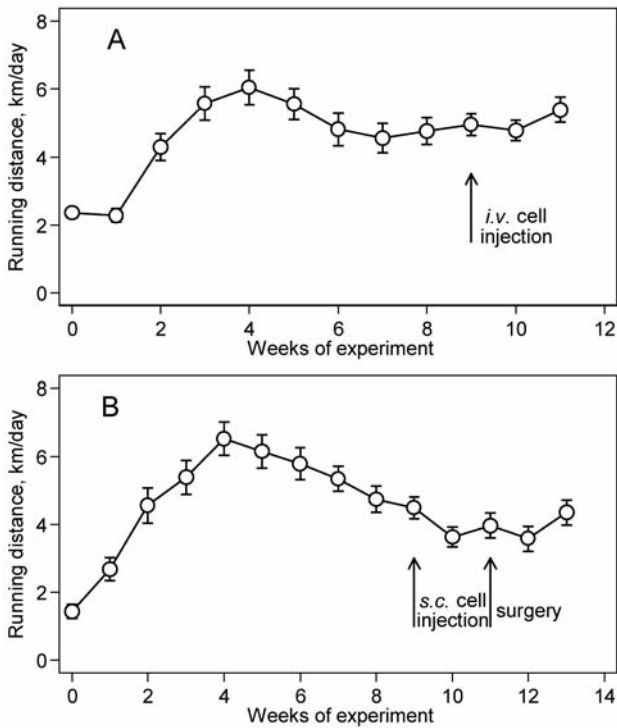 A
8
6
4
2
0
Running distance, km/day
i.v. cell
injection
0 2 4 6 8 10 12
Weeks of experiment
B
8
6
4
2
0
Running distance, km/day
s.c. cell
injection
surgery
0 2 4 6 8 10 12 14
Weeks of experiment